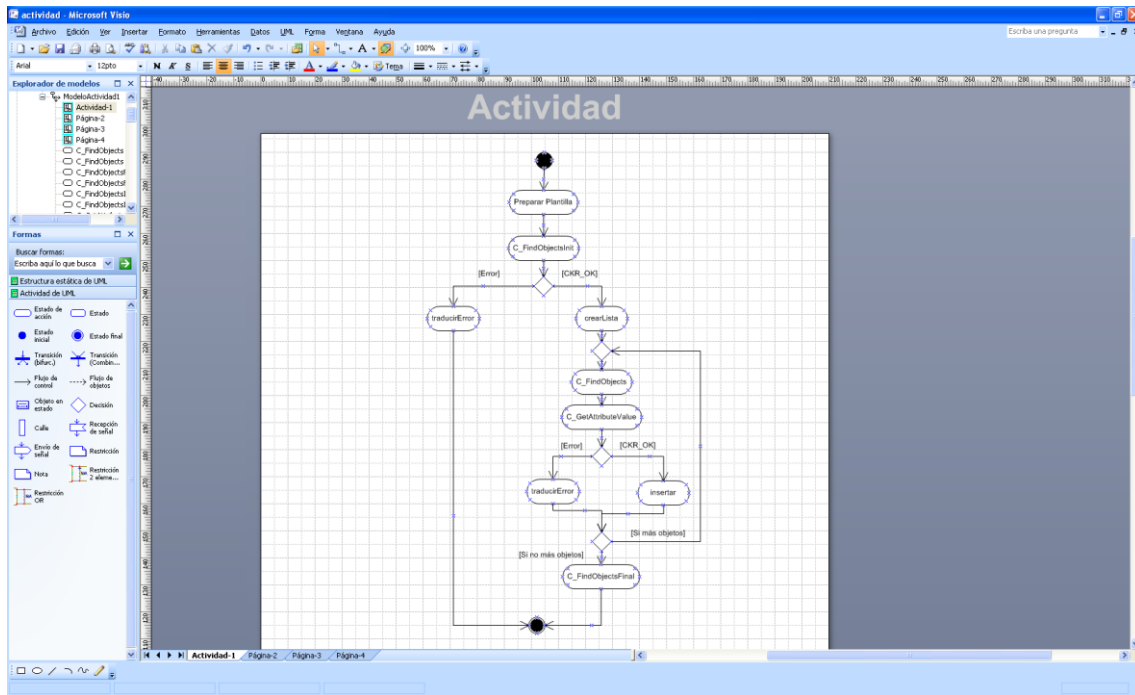 actividad - Microsoft Visio
Archivo Edición Ver Insertar Formato Herramientas Datos UML Forma Ventana Ayuda
Escriba una pregunta
100%
Arial 12pto N K S Tema
Explorador de modelos
ModeloActividad1
Actividad-1
Página-2
Página-3
Página-4
C_FindObjects
C_FindObjects
Formas
Buscar formas:
Escriba aquí lo que busca
Estructura estática de UML
Actividad de UML
Estado de acción
Estado
Estado inicial
Estado final
Transición (bifurc.)
Transición (Combin...
Flujo de control
Flujo de objetos
Objeto en estado
Decisión
Calle
Recepción de señal
Envío de señal
Restricción
Nota
Restricción 2 eleme...
Restricción OR
Actividad
Preparar Plantilla
C_FindObjectsInit
[Error]
[CKR_OK]
traducirError
crearLista
C_FindObjects
C_GetAttributeValue
[Error]
[CKR_OK]
traducirError
insertar
[Si más objetos]
[Si no más objetos]
C_FindObjectsFinal
Actividad-1 Página-2 Página-3 Página-4